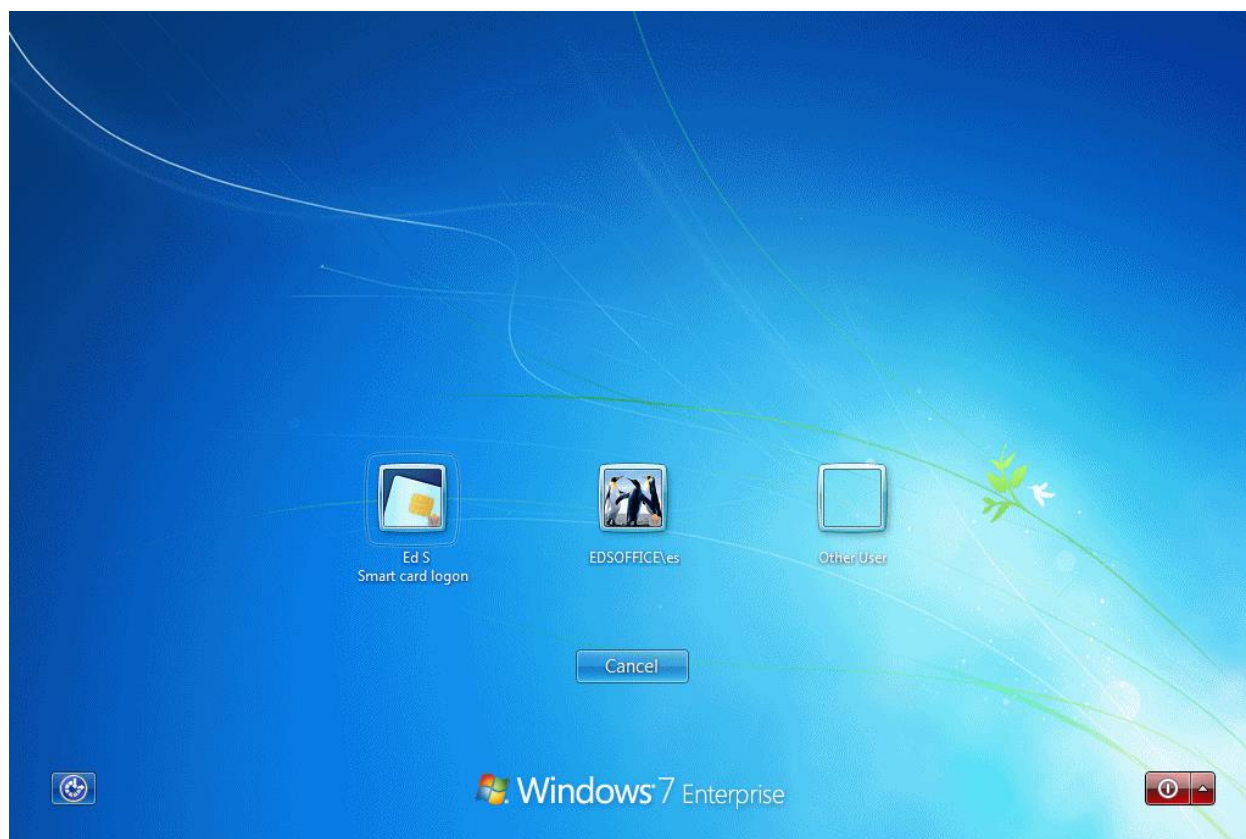 Ed S
Smart card logon
EDSOFFICE\es
Other User
Cancel
Windows 7 Enterprise